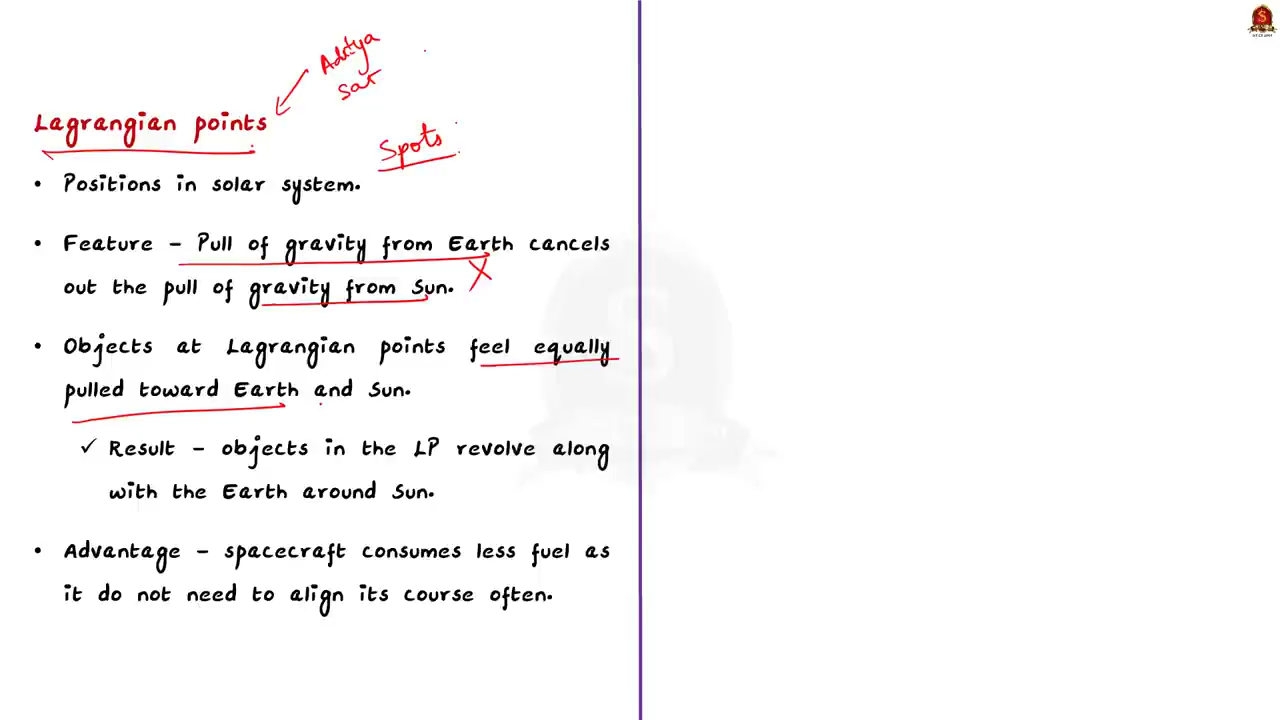 Aditya
Sat
Lagrangian points
Spots
• Positions in solar system.
• Feature – Pull of gravity from Earth cancels
out the pull of gravity from Sun. X
• Objects at Lagrangian points feel equally
pulled toward Earth and Sun.
✓ Result – objects in the LP revolve along
with the Earth around Sun.
• Advantage – spacecraft consumes less fuel as
it do not need to align its course often.